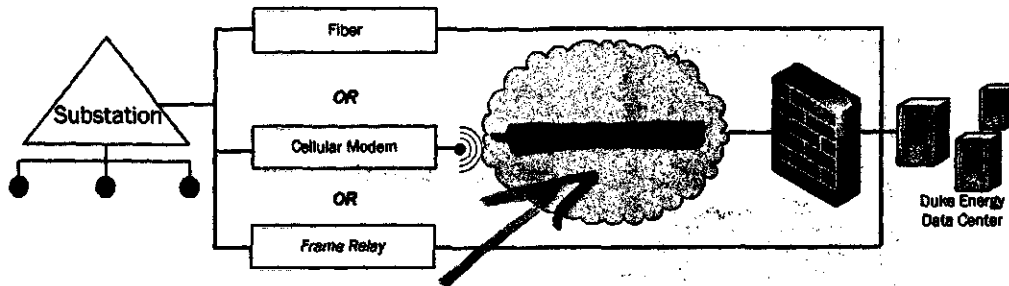 Fiber
OR
Substation
Cellular Modem
OR
Frame Relay
Duke Energy
Data Center